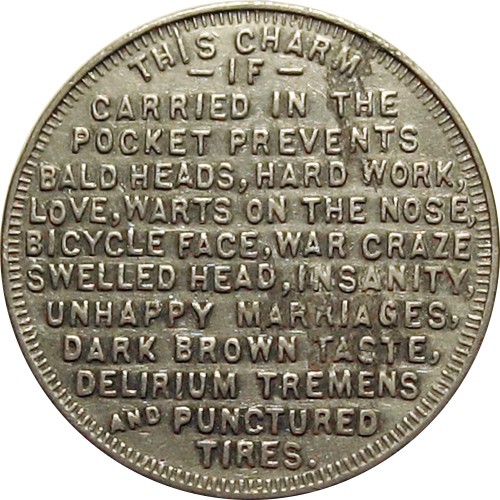 THIS CHARM
– IF –
CARRIED IN THE
POCKET PREVENTS
BALD HEADS, HARD WORK,
LOVE, WARTS ON THE NOSE,
BICYCLE FACE, WAR CRAZE
SWELLED HEAD, INSANITY,
UNHAPPY MARRIAGES,
DARK BROWN TASTE,
DELIRIUM TREMENS
AND PUNCTURED
TIRES.